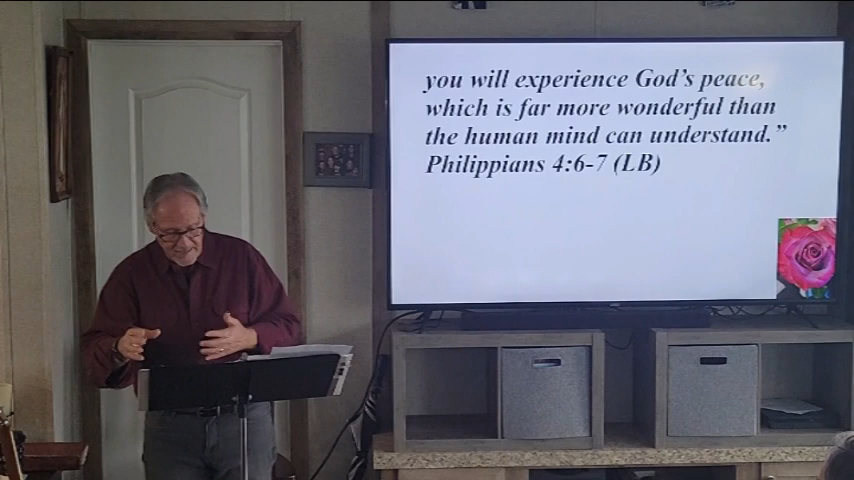 you will experience God's peace,
which is far more wonderful than
the human mind can understand.”
Philippians 4:6-7 (LB)